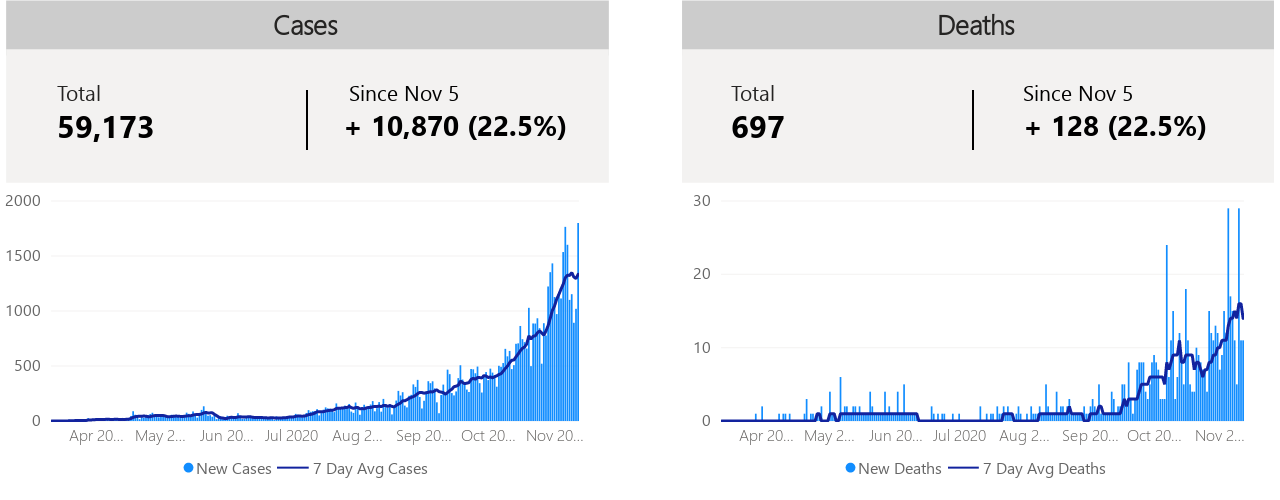 Cases
Total
Since Nov 5
59,173
+ 10,870 (22.5%)
2000
1500
1000
500
0
Apr 20... May 2... Jun 20... Jul 2020 Aug 2... Sep 20... Oct 20... Nov 20...
New Cases 7 Day Avg Cases
Deaths
Total
Since Nov 5
697
+ 128 (22.5%)
30
20
10
0
Apr 20... May 2... Jun 20... Jul 2020 Aug 2... Sep 20... Oct 20... Nov 2...
New Deaths 7 Day Avg Deaths